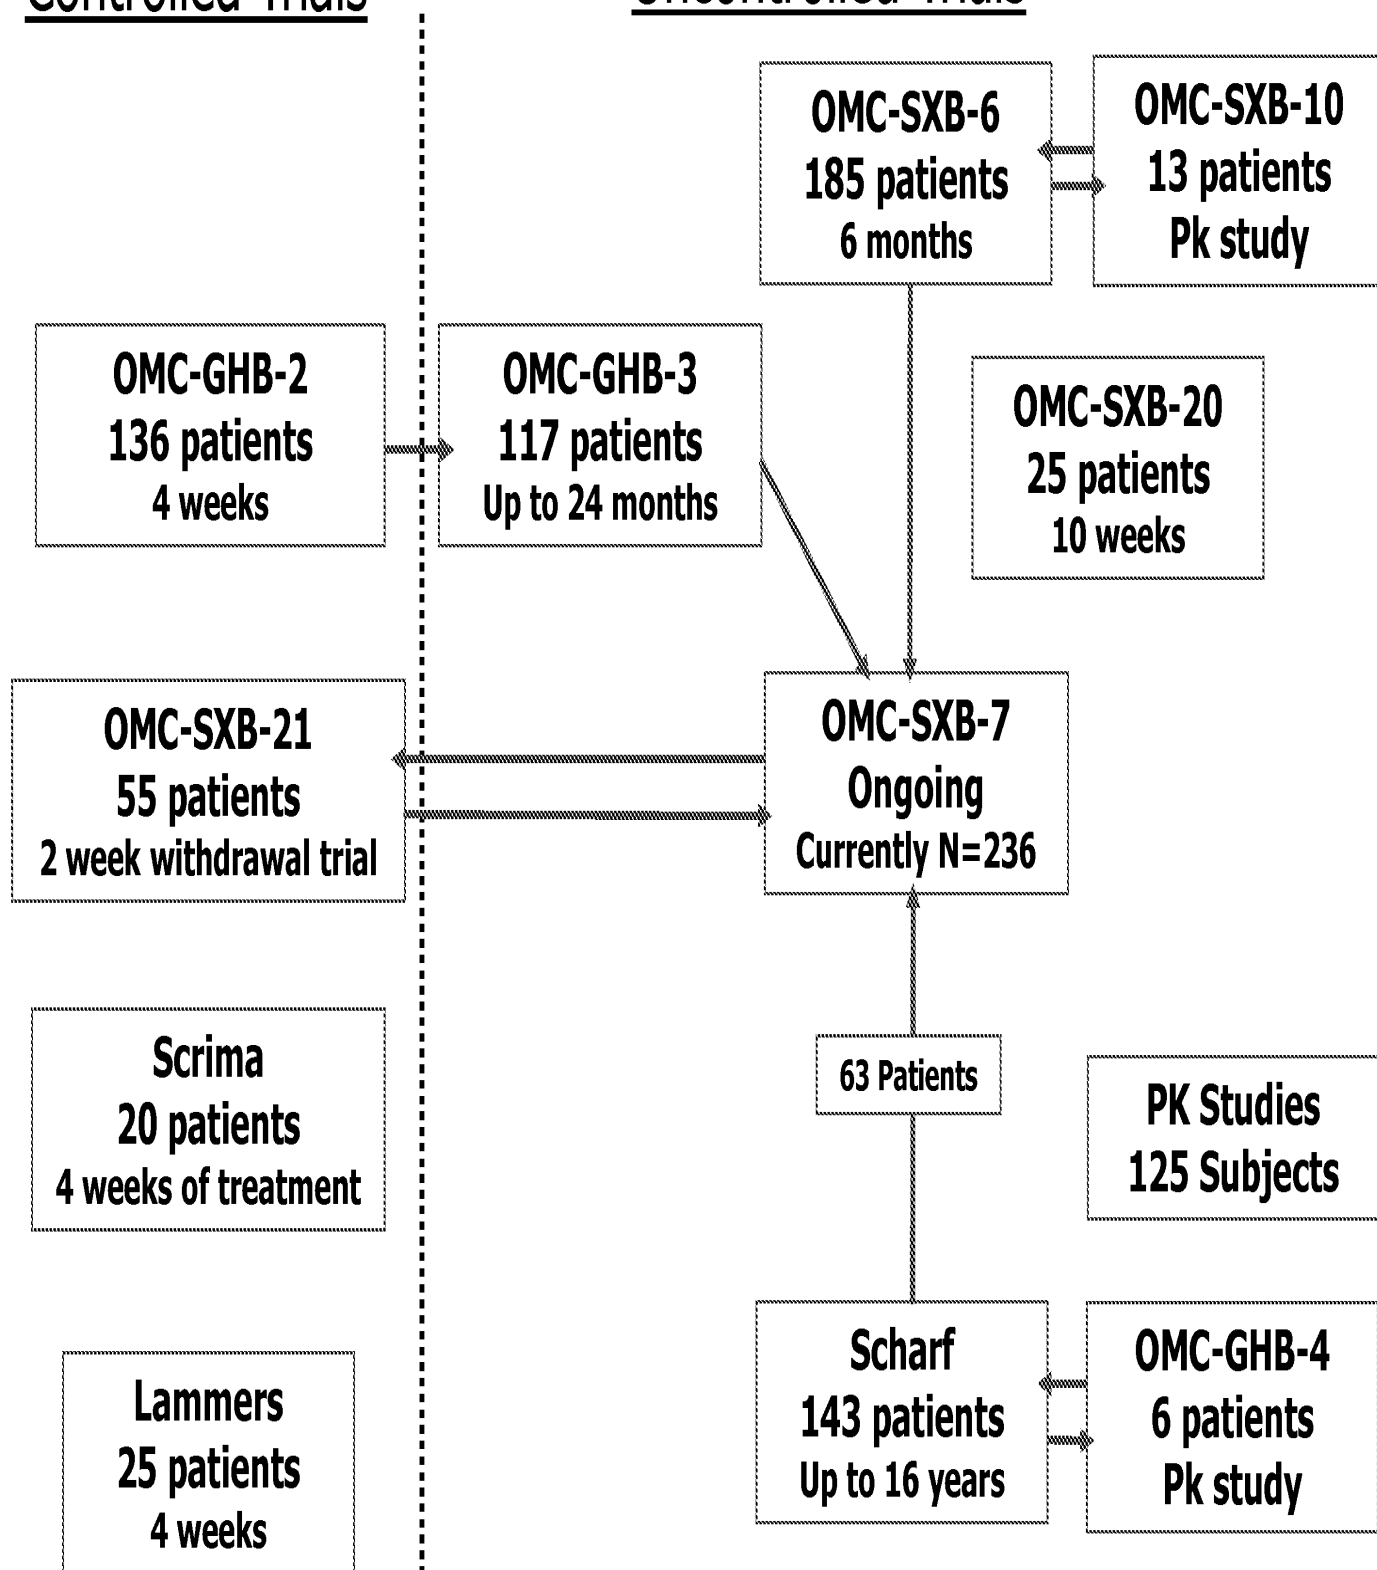 Controlled Trials
Uncontrolled Trials
OMC-SXB-6
185 patients
6 months
OMC-SXB-10
13 patients
Pk study
OMC-GHB-2
136 patients
4 weeks
OMC-GHB-3
117 patients
Up to 24 months
OMC-SXB-20
25 patients
10 weeks
OMC-SXB-21
55 patients
2 week withdrawal trial
OMC-SXB-7
Ongoing
Currently N=236
Scrima
20 patients
4 weeks of treatment
63 Patients
PK Studies
125 Subjects
Lammers
25 patients
4 weeks
Scharf
143 patients
Up to 16 years
OMC-GHB-4
6 patients
Pk study